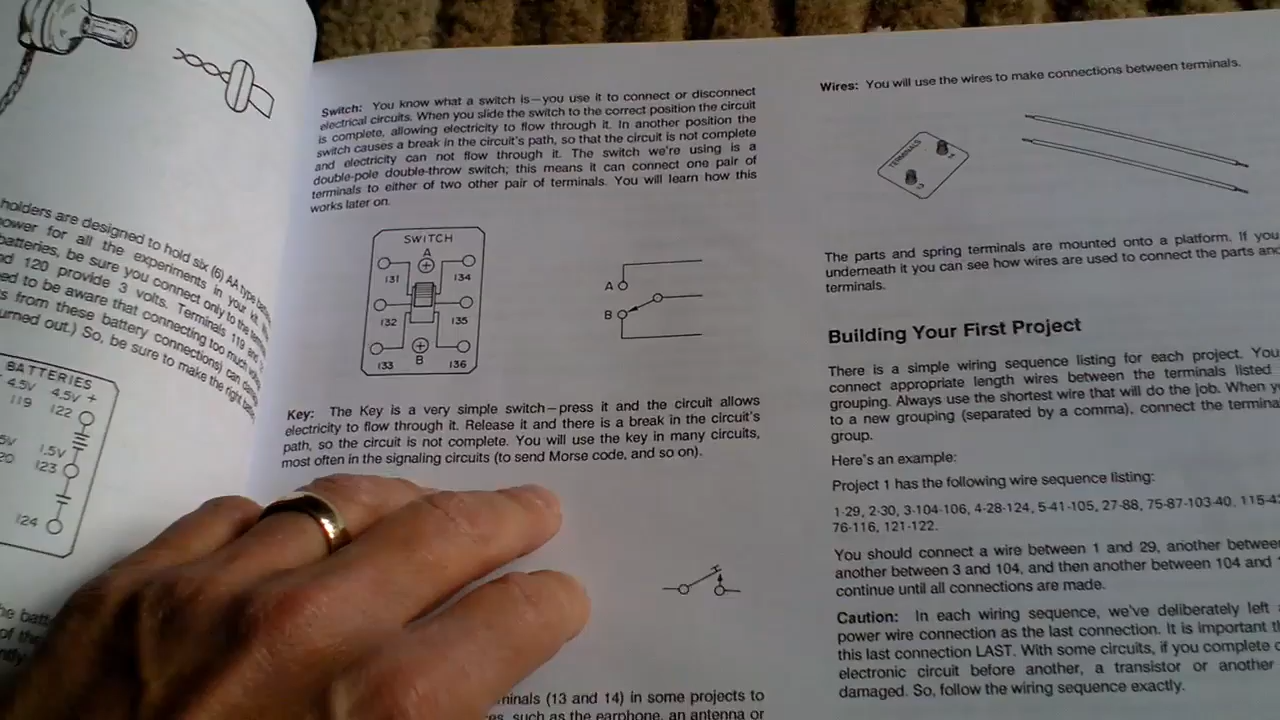 holders are designed to hold six (6) AA type
power for all the experiments in your kit.
batteries, be sure you connect only to the
nd 120 provide 3 volts. Terminals 119 and
ed to be aware that connecting too much
s from these battery connections) can
urned out.) So, be sure to make the right
BATTERIES
4.5V 4.5V +
119 122
1.5V
20 123
124
he
of the
Switch: You know what a switch is—you use it to connect or disconnect
electrical circuits. When you slide the switch to the correct position the circuit
is complete, allowing electricity to flow through it. In another position the
switch causes a break in the circuit's path, so that the circuit is not complete
and electricity can not flow through it. The switch we're using is a
double-pole double-throw switch; this means it can connect one pair of
terminals to either of two other pair of terminals. You will learn how this
works later on.
SWITCH
A
131 134
132 135
133 B 136
A
B
Key: The Key is a very simple switch—press it and the circuit allows
electricity to flow through it. Release it and there is a break in the circuit's
path, so the circuit is not complete. You will use the key in many circuits,
most often in the signaling circuits (to send Morse code, and so on).
minals (13 and 14) in some projects to
such as the earphone, an antenna or
Wires: You will use the wires to make connections between terminals.
TERMINALS
The parts and spring terminals are mounted onto a platform. If you
underneath it you can see how wires are used to connect the parts and
terminals.
Building Your First Project
There is a simple wiring sequence listing for each project. You
connect appropriate length wires between the terminals listed
grouping. Always use the shortest wire that will do the job. When
to a new grouping (separated by a comma), connect the
group.
Here's an example:
Project 1 has the following wire sequence listing:
1-29, 2-30, 3-104-106, 4-28-124, 5-41-105, 27-88, 75-87-103-40,
76-116, 121-122.
You should connect a wire between 1 and 29, another between
another between 3 and 104, and then another between 104 and
continue until all connections are made.
Caution: In each wiring sequence, we've deliberately left
power wire connection as the last connection. It is important
this last connection LAST. With some circuits, if you complete
electronic circuit before another, a transistor or another
damaged. So, follow the wiring sequence exactly.